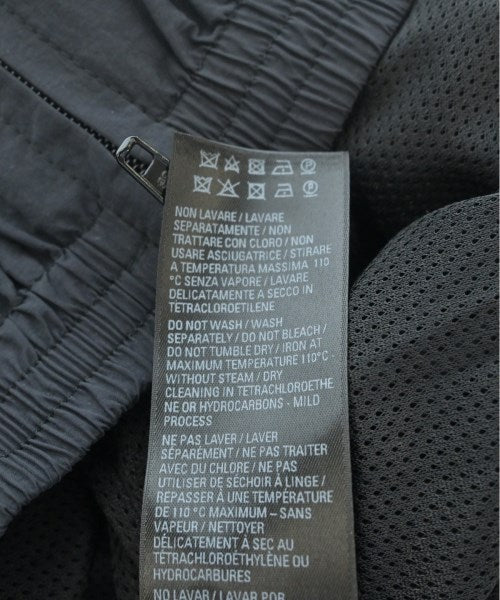 NON LAVARE / LAVARE
SEPARATAMENTE / NON
TRATTARE CON CLORO / NON
USARE ASCIUGATRICE / STIRARE
A TEMPERATURA MASSIMA 110
°C SENZA VAPORE / LAVARE
DELICATAMENTE A SECCO IN
TETRACLOROETILENE
DO NOT WASH / WASH
SEPARATELY / DO NOT BLEACH /
DO NOT TUMBLE DRY / IRON AT
MAXIMUM TEMPERATURE 110°C -
WITHOUT STEAM / DRY
CLEANING IN TETRACHLOROETHE
NE OR HYDROCARBONS - MILD
PROCESS
NE PAS LAVER / LAVER
SÉPARÉMENT / NE PAS TRAITER
AVEC DU CHLORE / NE PAS
UTILISER DE SÉCHOIR À LINGE /
REPASSER À UNE TEMPÉRATURE
DE 110 °C MAXIMUM – SANS
VAPEUR / NETTOYER
DÉLICATEMENT À SEC AU
TÉTRACHLOROÉTHYLÈNE OU
HYDROCARBURES
NO LAVAR / LAVAR POR